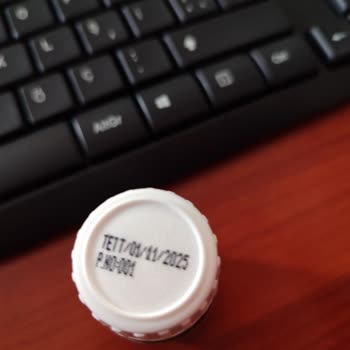 TETT/01/11/2025
P.NO:001
AltGr
Ö
Ç